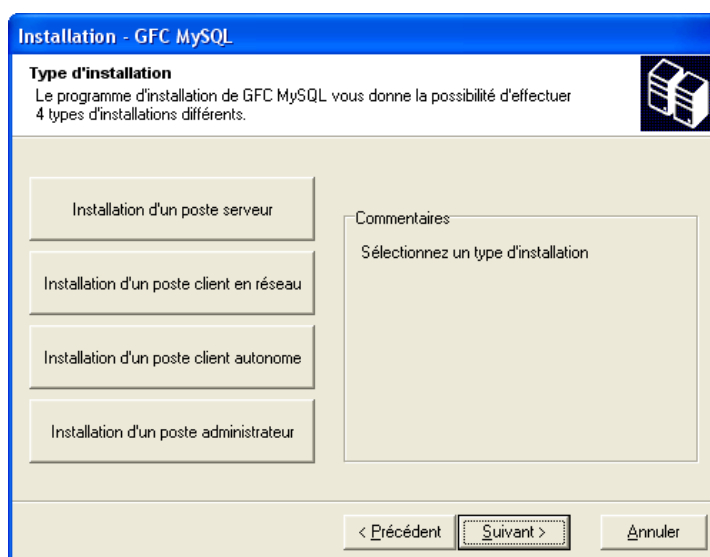 Installation - GFC MySQL
Type d'installation
Le programme d'installation de GFC MySQL vous donne la possibilité d'effectuer
4 types d'installations différents.
Installation d'un poste serveur
Installation d'un poste client en réseau
Installation d'un poste client autonome
Installation d'un poste administrateur
Commentaires
Sélectionnez un type d'installation
< Précédent
Suivant >
Annuler